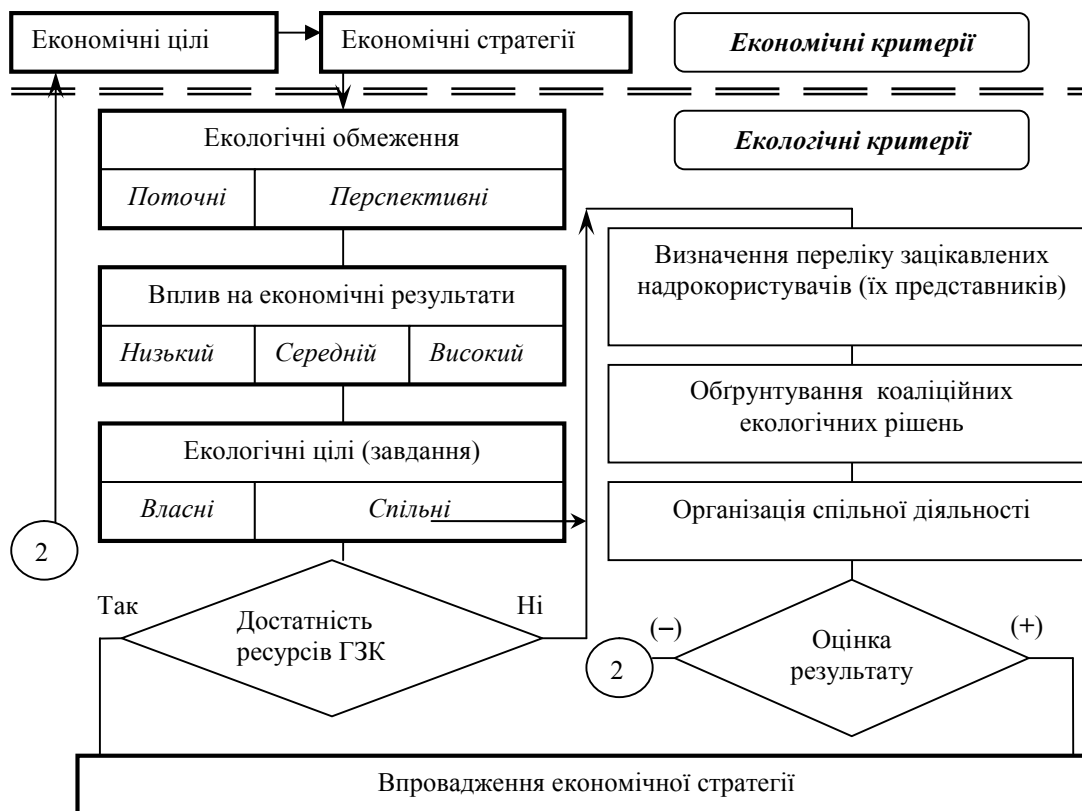 Економічні цілі
Економічні стратегії
Економічні критерії
Екологічні обмеження
Поточні
Перспективні
Екологічні критерії
Вплив на економічні результати
Низький
Середній
Високий
Екологічні цілі (завдання)
Власні
Спільні
2
Так
Достатність
ресурсів ГЗК
Ні
Визначення переліку зацікавлених
надрокористувачів (їх представників)
Обґрунтування коаліційних
екологічних рішень
Організація спільної діяльності
(−)
2
Оцінка
результату
(+)
Впровадження економічної стратегії